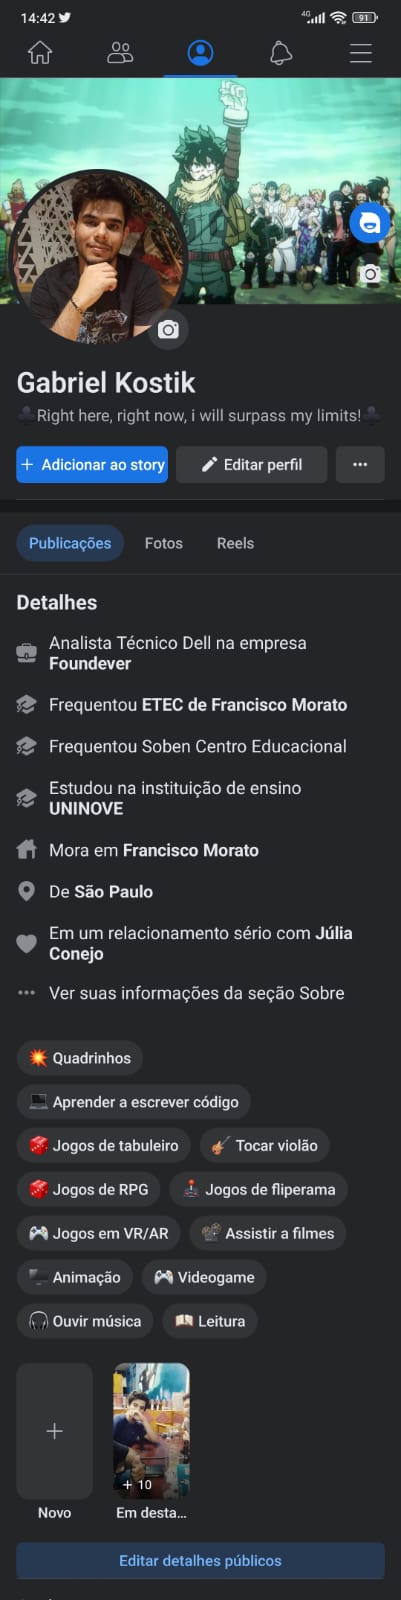 14:42
4G
91
Gabriel Kostik
Right here, right now, i will surpass my limits!
+ Adicionar ao story
Editar perfil
Publicações
Fotos
Reels
Detalhes
Analista Técnico Dell na empresa
Foundever
Frequentou ETEC de Francisco Morato
Frequentou Soben Centro Educacional
Estudou na instituição de ensino
UNINOVE
Mora em Francisco Morato
De São Paulo
Em um relacionamento sério com Júlia
Conejo
Ver suas informações da seção Sobre
Quadrinhos
Aprender a escrever código
Jogos de tabuleiro
Tocar violão
Jogos de RPG
Jogos de fliperama
Jogos em VR/AR
Assistir a filmes
Animação
Videogame
Ouvir música
Leitura
+ 10
Novo
Em desta...
Editar detalhes públicos